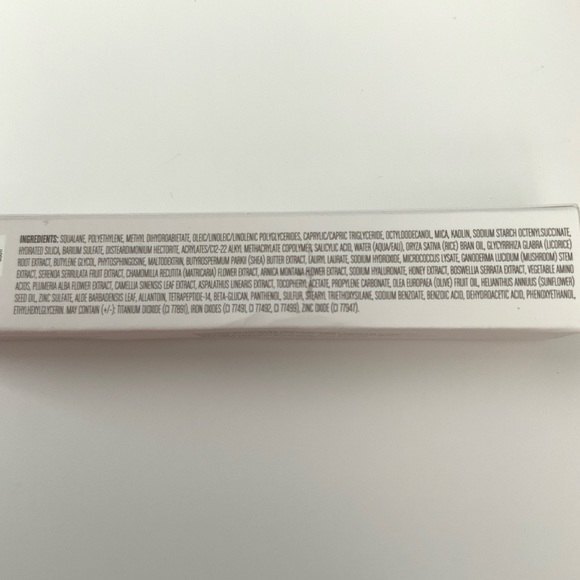 INGREDIENTS: SQUALANE, POLYETHYLENE, METHYL DIHYDROABIETATE, OLEIC/LINOLEIC/LINOLENIC POLYGLYCERIDES, CAPRYLIC/CAPRIC TRIGLYCERIDE, OCTYLDODECANOL, MICA, KAOLIN, SODIUM STARCH OCTENYLSUCCINATE,
HYDRATED SILICA, BARIUM SULFATE, DISTEARDIMONIUM HECTORITE, ACRYLATES/C12-22 ALKYL METHACRYLATE COPOLYMER, SALICYLIC ACID, WATER (AQUA/EAU), ORYZA SATIVA (RICE) BRAN OIL, GLYCYRRHIZA GLABRA (LICORICE)
ROOT EXTRACT, BUTYLENE GLYCOL, PHYTOSPHINGOSINE, MALTODEXTRIN, BUTYROSPERMUM PARKII (SHEA) BUTTER EXTRACT, LAURYL LAURATE, SODIUM HYDROXIDE, MICROCOCCUS LYSATE, GANODERMA LUCIDUM (MUSHROOM) STEM
EXTRACT, SERENOA SERRULATA FRUIT EXTRACT, CHAMOMILLA RECUTITA (MATRICARIA) FLOWER EXTRACT, ARNICA MONTANA FLOWER EXTRACT, SODIUM HYALURONATE, HONEY EXTRACT, BOSWELLIA SERRATA EXTRACT, VEGETABLE AMINO
ACIDS, PLUMERIA ALBA FLOWER EXTRACT, CAMELLIA SINENSIS LEAF EXTRACT, ASPALATHUS LINEARIS EXTRACT, TOCOPHERYL ACETATE, PROPYLENE CARBONATE, OLEA EUROPAEA (OLIVE) FRUIT OIL, HELIANTHUS ANNUUS (SUNFLOWER)
SEED OIL, ZINC SULFATE, ALOE BARBADENSIS LEAF, ALLANTOIN, TETRAPEPTIDE-14, BETA-GLUCAN, PANTHENOL, SULFUR, STEARYL TRIETHOXYSILANE, SODIUM BENZOATE, BENZOIC ACID, DEHYDROACETIC ACID, PHENOXYETHANOL,
ETHYLHEXYLGLYCERIN. MAY CONTAIN (+/-): TITANIUM DIOXIDE (CI 77891), IRON OXIDES (CI 77491, CI 77492, CI 77499), ZINC OXIDE (CI 77947).